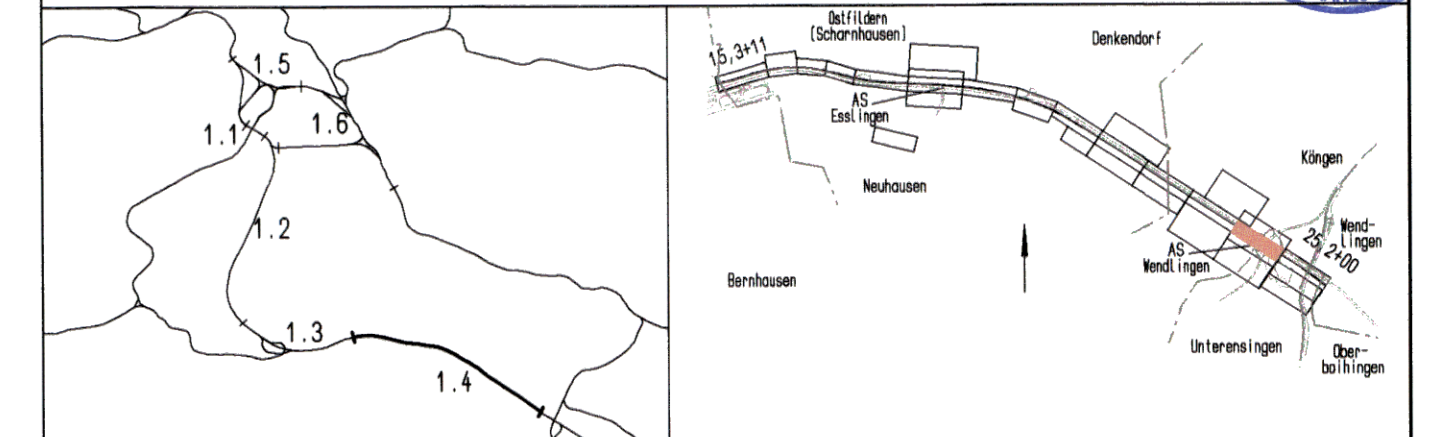 1.5
1.1
1.6
1.2
1.3
1.4
Ostfildern
(Scharnhausen)
Denkendorf
15,3+11
AS
Esslingen
Neuhausen
Köngen
Wend-
lingen
25,2+00
AS
Wendlingen
Bernhausen
Unterensingen
Ober-
boihingen